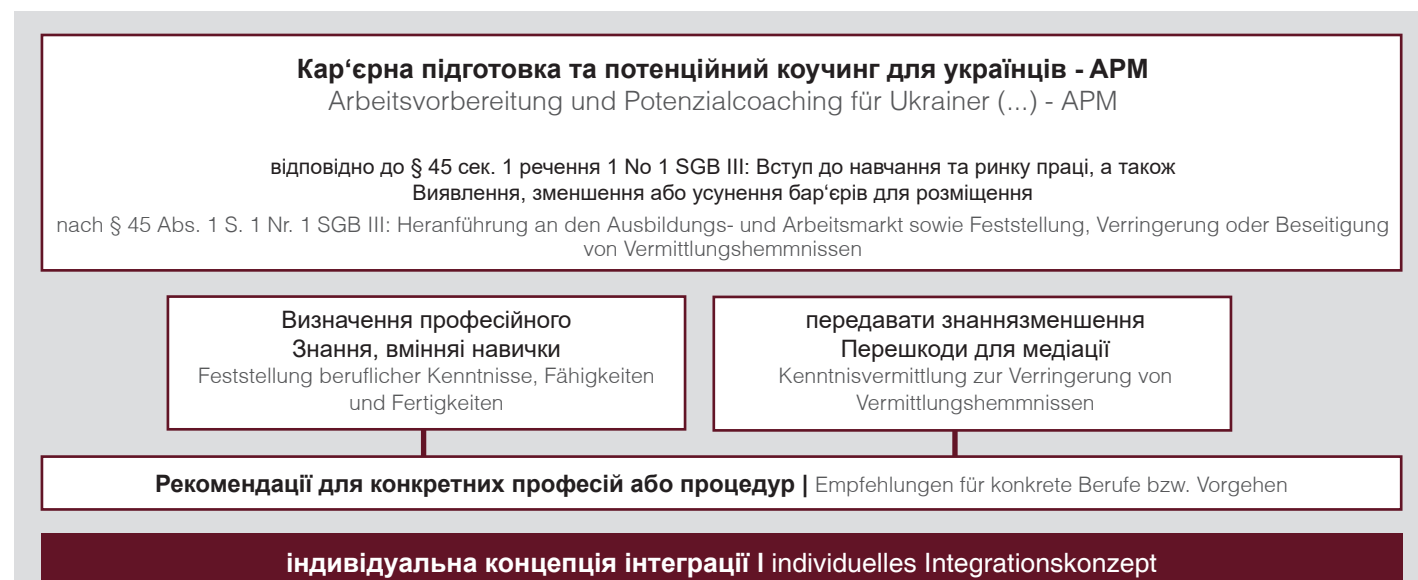 Кар‘єрна підготовка та потенційний коучинг для українців - APM
Arbeitsvorbereitung und Potenzialcoaching für Ukrainer (...) - APM
відповідно до § 45 сек. 1 речення 1 No 1 SGB III: Вступ до навчання та ринку праці, а також
Виявлення, зменшення або усунення бар‘єрів для розміщення
nach § 45 Abs. 1 S. 1 Nr. 1 SGB III: Heranführung an den Ausbildungs- und Arbeitsmarkt sowie Feststellung, Verringerung oder Beseitigung
von Vermittlungshemmnissen
Визначення професійного
Знання, вмінняі навички
Feststellung beruflicher Kenntnisse, Fähigkeiten
und Fertigkeiten
передавати знаннязменшення
Перешкоди для медіації
Kenntnisvermittlung zur Verringerung von
Vermittlungshemmnissen
Рекомендації для конкретних професій або процедур | Empfehlungen für konkrete Berufe bzw. Vorgehen
індивідуальна концепція інтеграції I individuelles Integrationskonzept